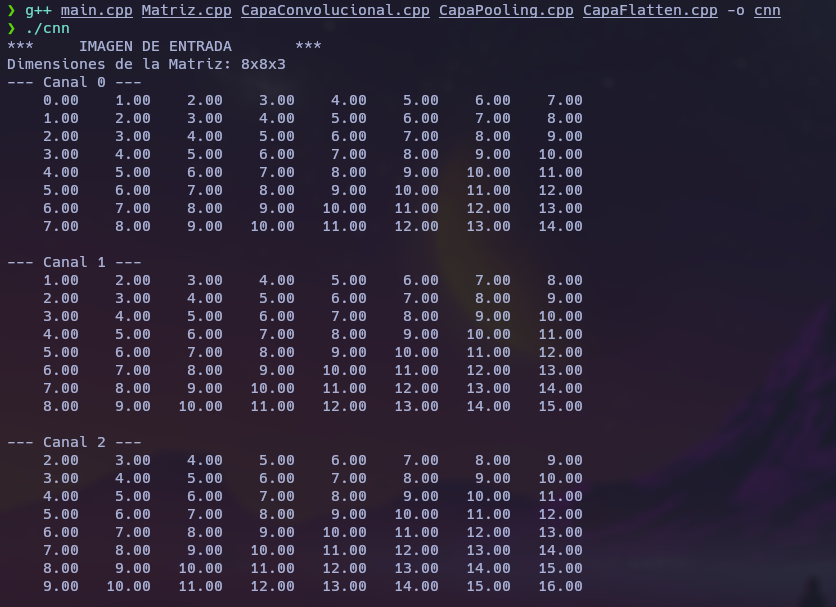 ❯ g++ main.cpp Matriz.cpp CapaConvolucional.cpp CapaPooling.cpp CapaFlatten.cpp -o cnn
❯ ./cnn
*** IMAGEN DE ENTRADA ***
Dimensiones de la Matriz: 8x8x3
--- Canal 0 ---
0.00 1.00 2.00 3.00 4.00 5.00 6.00 7.00
1.00 2.00 3.00 4.00 5.00 6.00 7.00 8.00
2.00 3.00 4.00 5.00 6.00 7.00 8.00 9.00
3.00 4.00 5.00 6.00 7.00 8.00 9.00 10.00
4.00 5.00 6.00 7.00 8.00 9.00 10.00 11.00
5.00 6.00 7.00 8.00 9.00 10.00 11.00 12.00
6.00 7.00 8.00 9.00 10.00 11.00 12.00 13.00
7.00 8.00 9.00 10.00 11.00 12.00 13.00 14.00
--- Canal 1 ---
1.00 2.00 3.00 4.00 5.00 6.00 7.00 8.00
2.00 3.00 4.00 5.00 6.00 7.00 8.00 9.00
3.00 4.00 5.00 6.00 7.00 8.00 9.00 10.00
4.00 5.00 6.00 7.00 8.00 9.00 10.00 11.00
5.00 6.00 7.00 8.00 9.00 10.00 11.00 12.00
6.00 7.00 8.00 9.00 10.00 11.00 12.00 13.00
7.00 8.00 9.00 10.00 11.00 12.00 13.00 14.00
8.00 9.00 10.00 11.00 12.00 13.00 14.00 15.00
--- Canal 2 ---
2.00 3.00 4.00 5.00 6.00 7.00 8.00 9.00
3.00 4.00 5.00 6.00 7.00 8.00 9.00 10.00
4.00 5.00 6.00 7.00 8.00 9.00 10.00 11.00
5.00 6.00 7.00 8.00 9.00 10.00 11.00 12.00
6.00 7.00 8.00 9.00 10.00 11.00 12.00 13.00
7.00 8.00 9.00 10.00 11.00 12.00 13.00 14.00
8.00 9.00 10.00 11.00 12.00 13.00 14.00 15.00
9.00 10.00 11.00 12.00 13.00 14.00 15.00 16.00